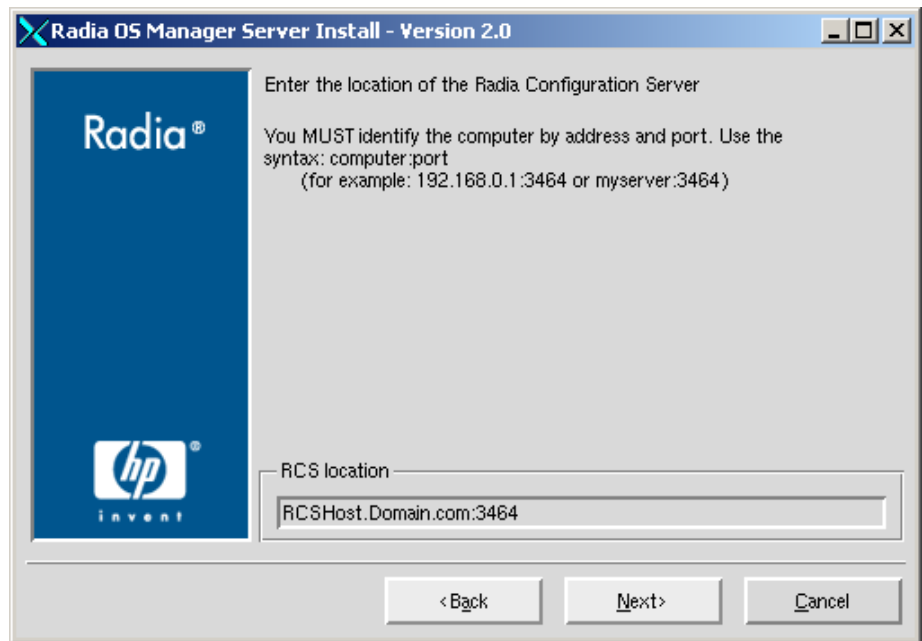 Radia OS Manager Server Install - Version 2.0
Radia®
Enter the location of the Radia Configuration Server
You MUST identify the computer by address and port. Use the
syntax: computer:port
(for example: 192.168.0.1:3464 or myserver:3464)
hp®
invent
RCS location
RCSHost.Domain.com:3464
<Back
Next>
Cancel